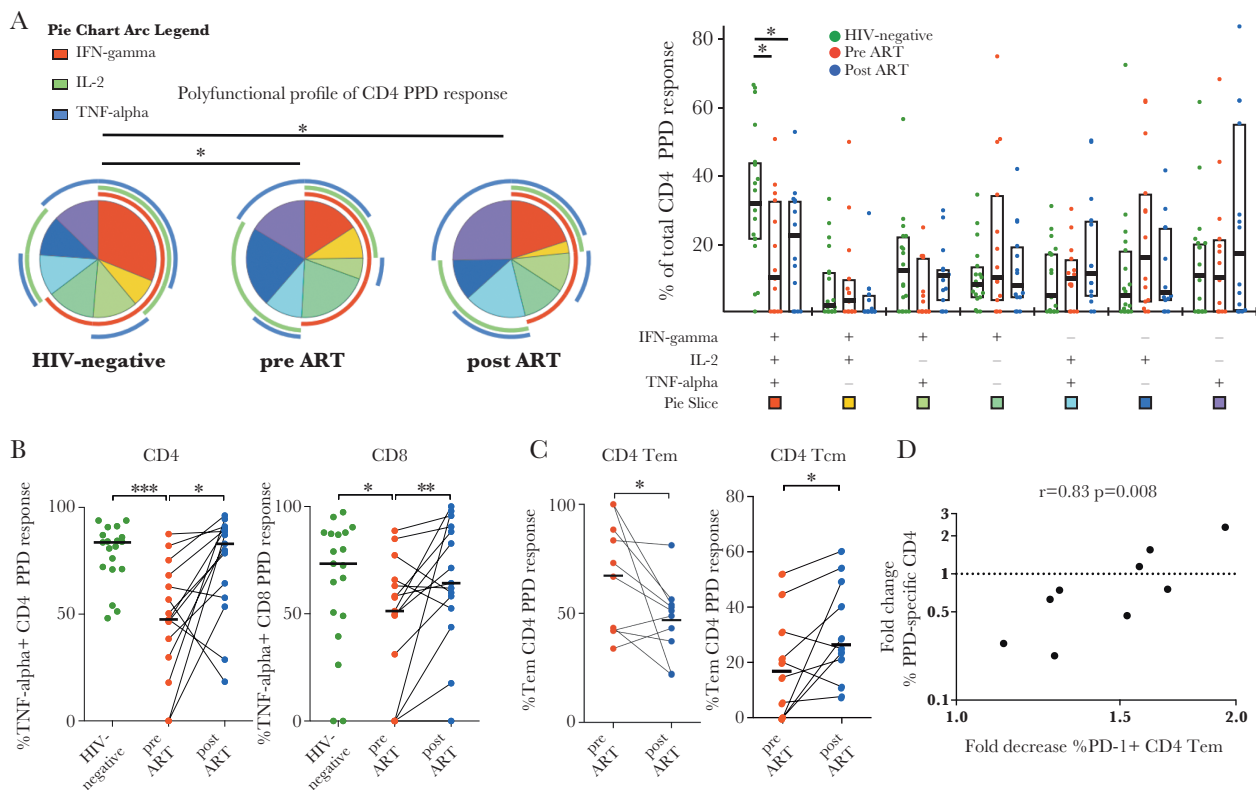 A
Pie Chart Arc Legend
IFN-gamma
IL-2
TNF-alpha
Polyfunctional profile of CD4 PPD response
*
*
HIV-negative
pre ART
post ART
% of total CD4 PPD response
80
60
40
20
*
*
HIV-negative
Pre ART
Post ART
IFN-gamma + + + + – – –
IL-2 + + – – + + –
TNF-alpha + – + – + – +
Pie Slice
B
CD4
%TNF-alpha+ CD4 PPD response
100
50
0
*** *
HIV-negative
pre ART
post ART
CD8
%TNF-alpha+ CD8 PPD response
100
50
0
* **
HIV-negative
pre ART
post ART
C
CD4 Tem
%Tem CD4 PPD response
100
50
0
*
pre ART
post ART
CD4 Tcm
%Tem CD4 PPD response
80
60
40
20
0
*
pre ART
post ART
D
r=0.83 p=0.008
Fold change
% PPD-specific CD4
3
2
1
0.5
0.1
1.0 1.5 2.0
Fold decrease %PD-1+ CD4 Tem